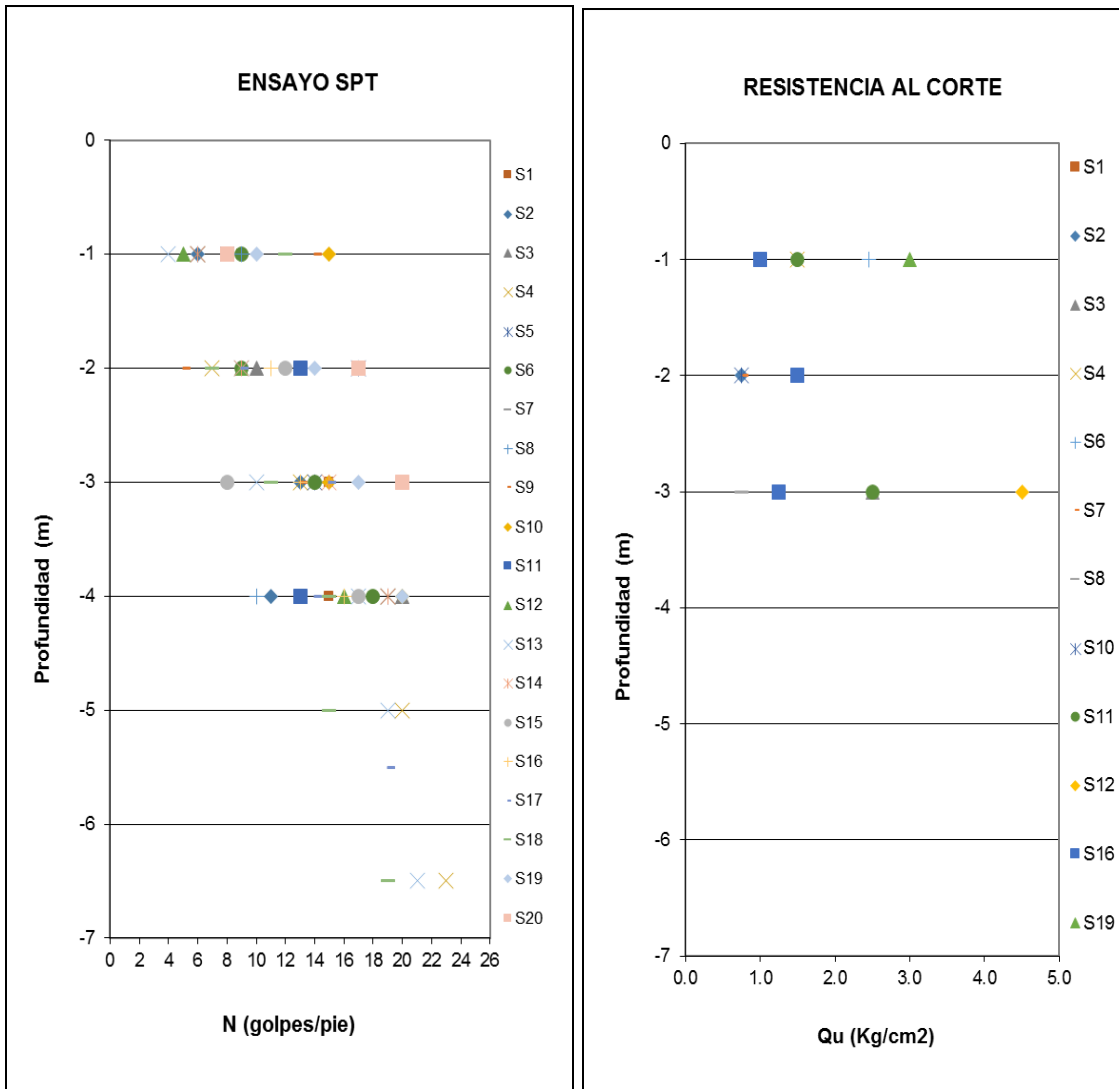 ENSAYO SPT
0
-1
-2
-3
-4
-5
-6
-7
Profundidad (m)
0 2 4 6 8 10 12 14 16 18 20 22 24 26
N (golpes/pie)
S1
S2
S3
S4
S5
S6
S7
S8
S9
S10
S11
S12
S13
S14
S15
S16
S17
S18
S19
S20
RESISTENCIA AL CORTE
0
-1
-2
-3
-4
-5
-6
-7
Profundidad (m)
0.0 1.0 2.0 3.0 4.0 5.0
Qu (Kg/cm2)
S1
S2
S3
S4
S6
S7
S8
S10
S11
S12
S16
S19